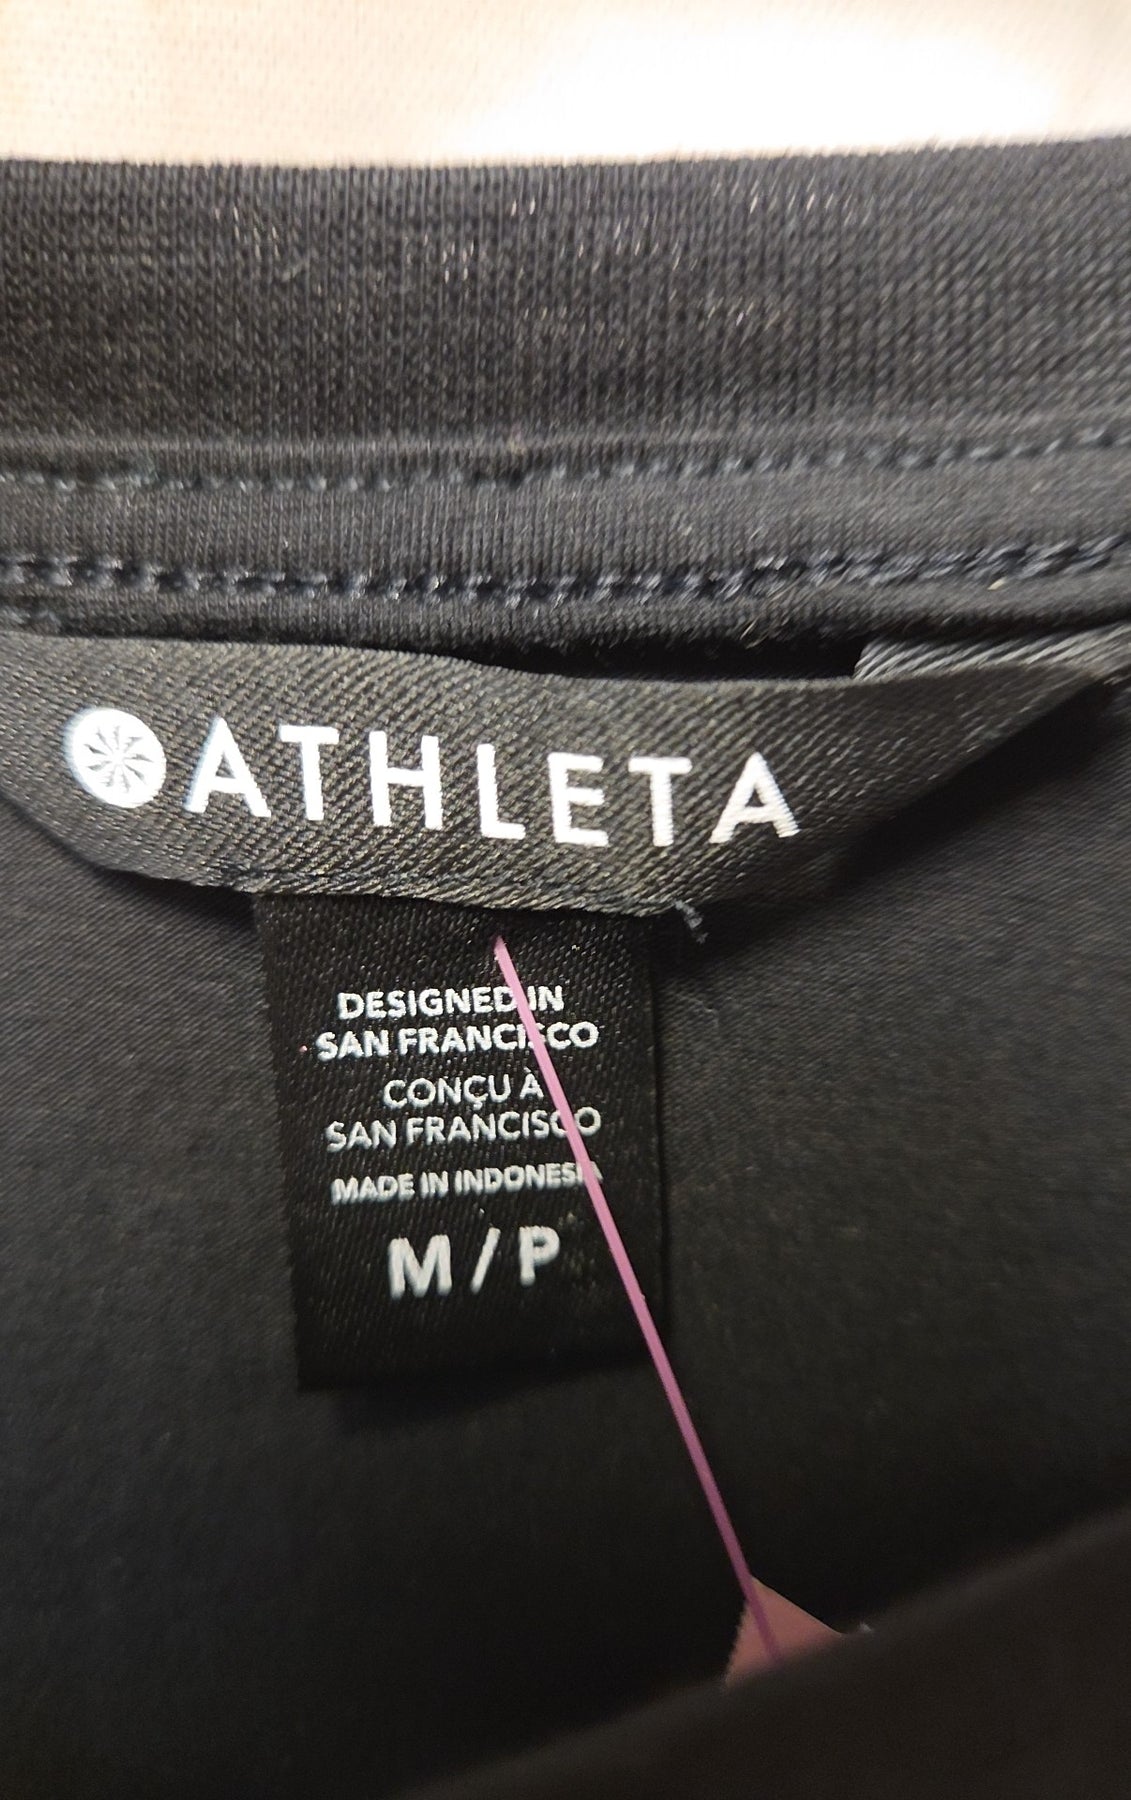 ATHLETA
DESIGNED IN
SAN FRANCISCO
CONÇU À
SAN FRANCISCO
MADE IN INDONESIA
M / P